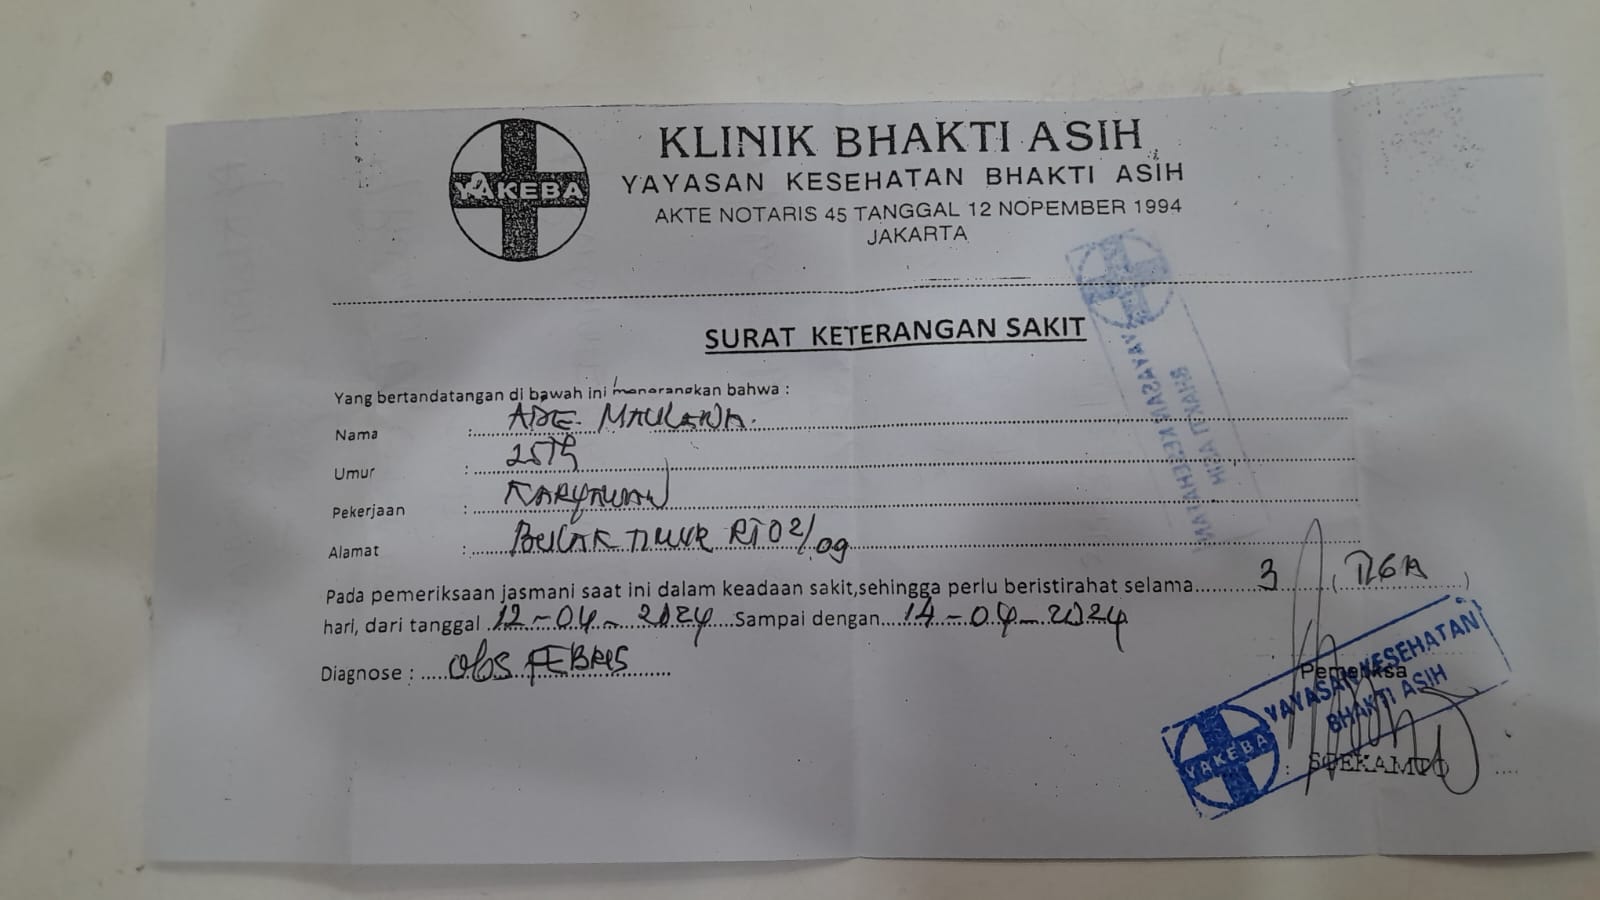 YAKEBA
KLINIK BHAKTI ASIH
YAYASAN KESEHATAN BHAKTI ASIH
AKTE NOTARIS 45 TANGGAL 12 NOPEMBER 1994
JAKARTA
SURAT KETERANGAN SAKIT
Yang bertandatangan di bawah ini menerangkan bahwa :
Nama : ADE. MAULANA.
Umur : 25Th
Pekerjaan : KARYAWAN
Alamat : BULAK TIMUR RT 02/09
Pada pemeriksaan jasmani saat ini dalam keadaan sakit,sehingga perlu beristirahat selama 3 ( TIGA )
hari, dari tanggal 12-04-2024 Sampai dengan 14-04-2024
Diagnose : Obs FEBRIS
Pemeriksa
YAYASAN KESEHATAN
BHAKTI ASIH
YAKEBA
SOEKAMTO